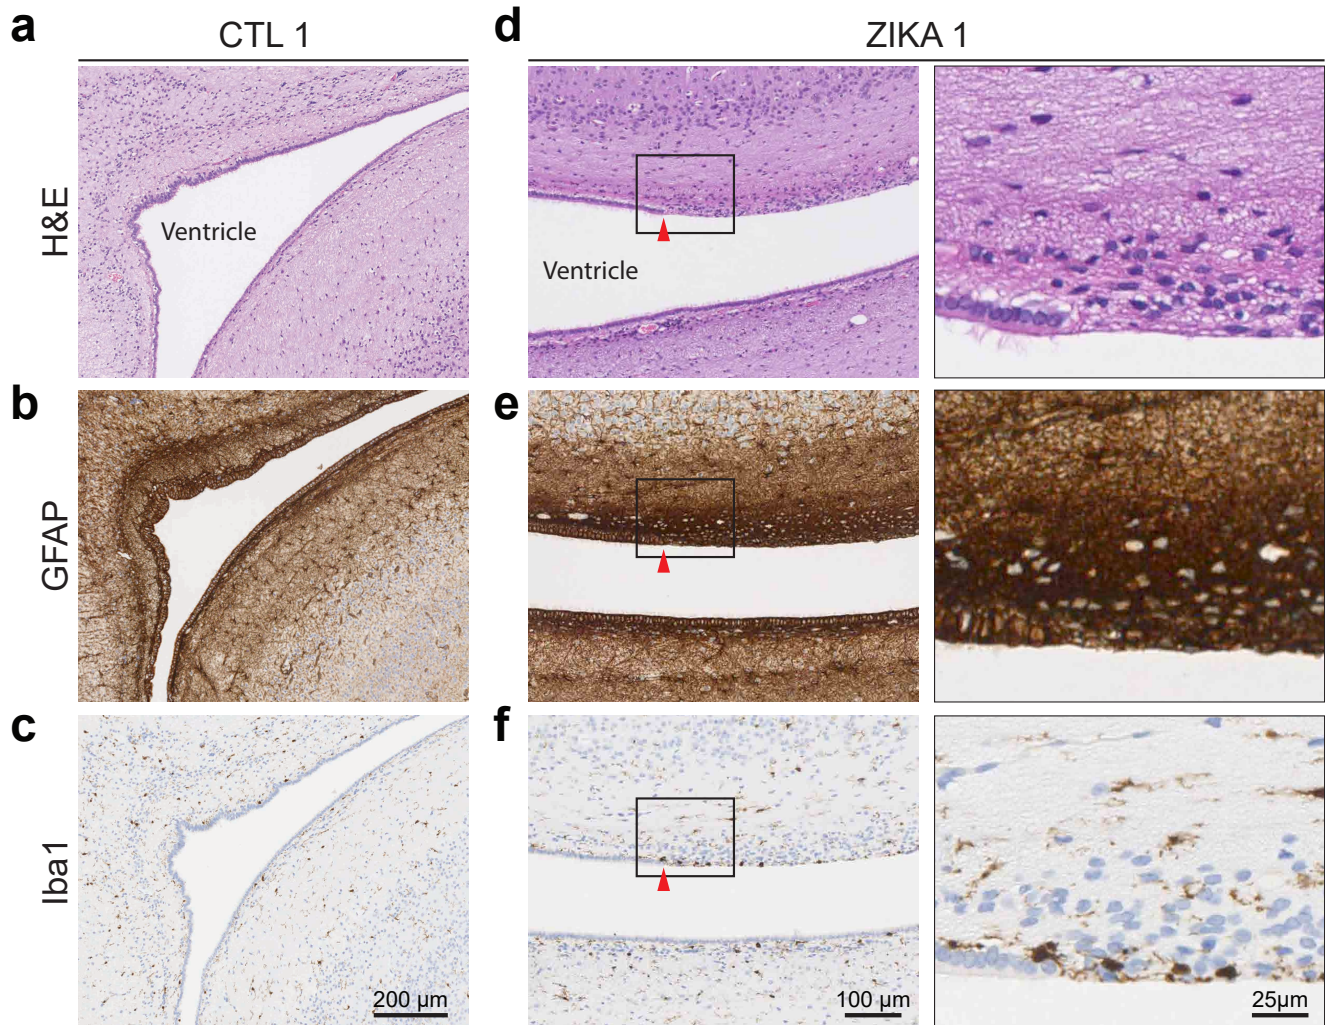 a
CTL 1
d
ZIKA 1
H&E
Ventricle
Ventricle
b
e
GFAP
c
f
Iba1
200 µm
100 µm
25µm